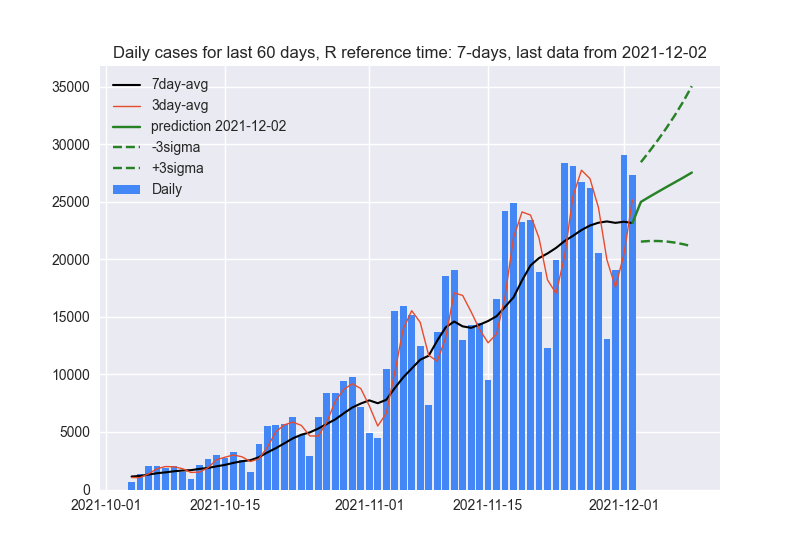 Daily cases for last 60 days, R reference time: 7-days, last data from 2021-12-02
35000
30000
25000
20000
15000
10000
5000
0
7day-avg
3day-avg
prediction 2021-12-02
-3sigma
+3sigma
Daily
2021-10-01 2021-10-15 2021-11-01 2021-11-15 2021-12-01